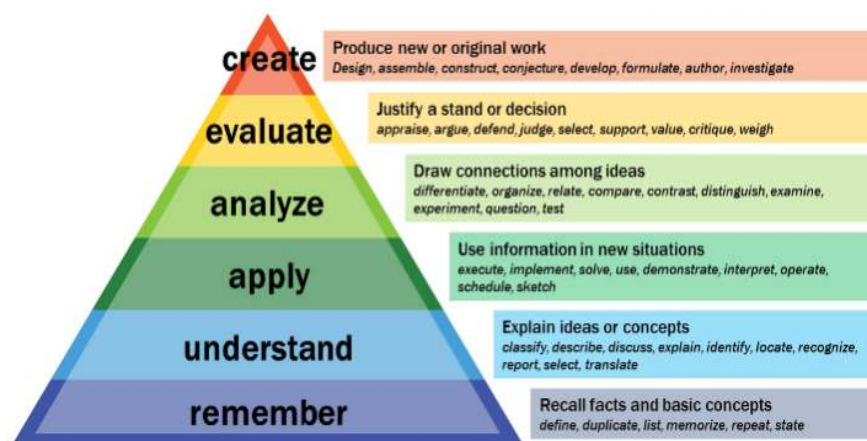 create
Produce new or original work
Design, assemble, construct, conjecture, develop, formulate, author, investigate
evaluate
Justify a stand or decision
appraise, argue, defend, judge, select, support, value, critique, weigh
analyze
Draw connections among ideas
differentiate, organize, relate, compare, contrast, distinguish, examine,
experiment, question, test
apply
Use information in new situations
execute, implement, solve, use, demonstrate, interpret, operate,
schedule, sketch
understand
Explain ideas or concepts
classify, describe, discuss, explain, identify, locate, recognize,
report, select, translate
remember
Recall facts and basic concepts
define, duplicate, list, memorize, repeat, state